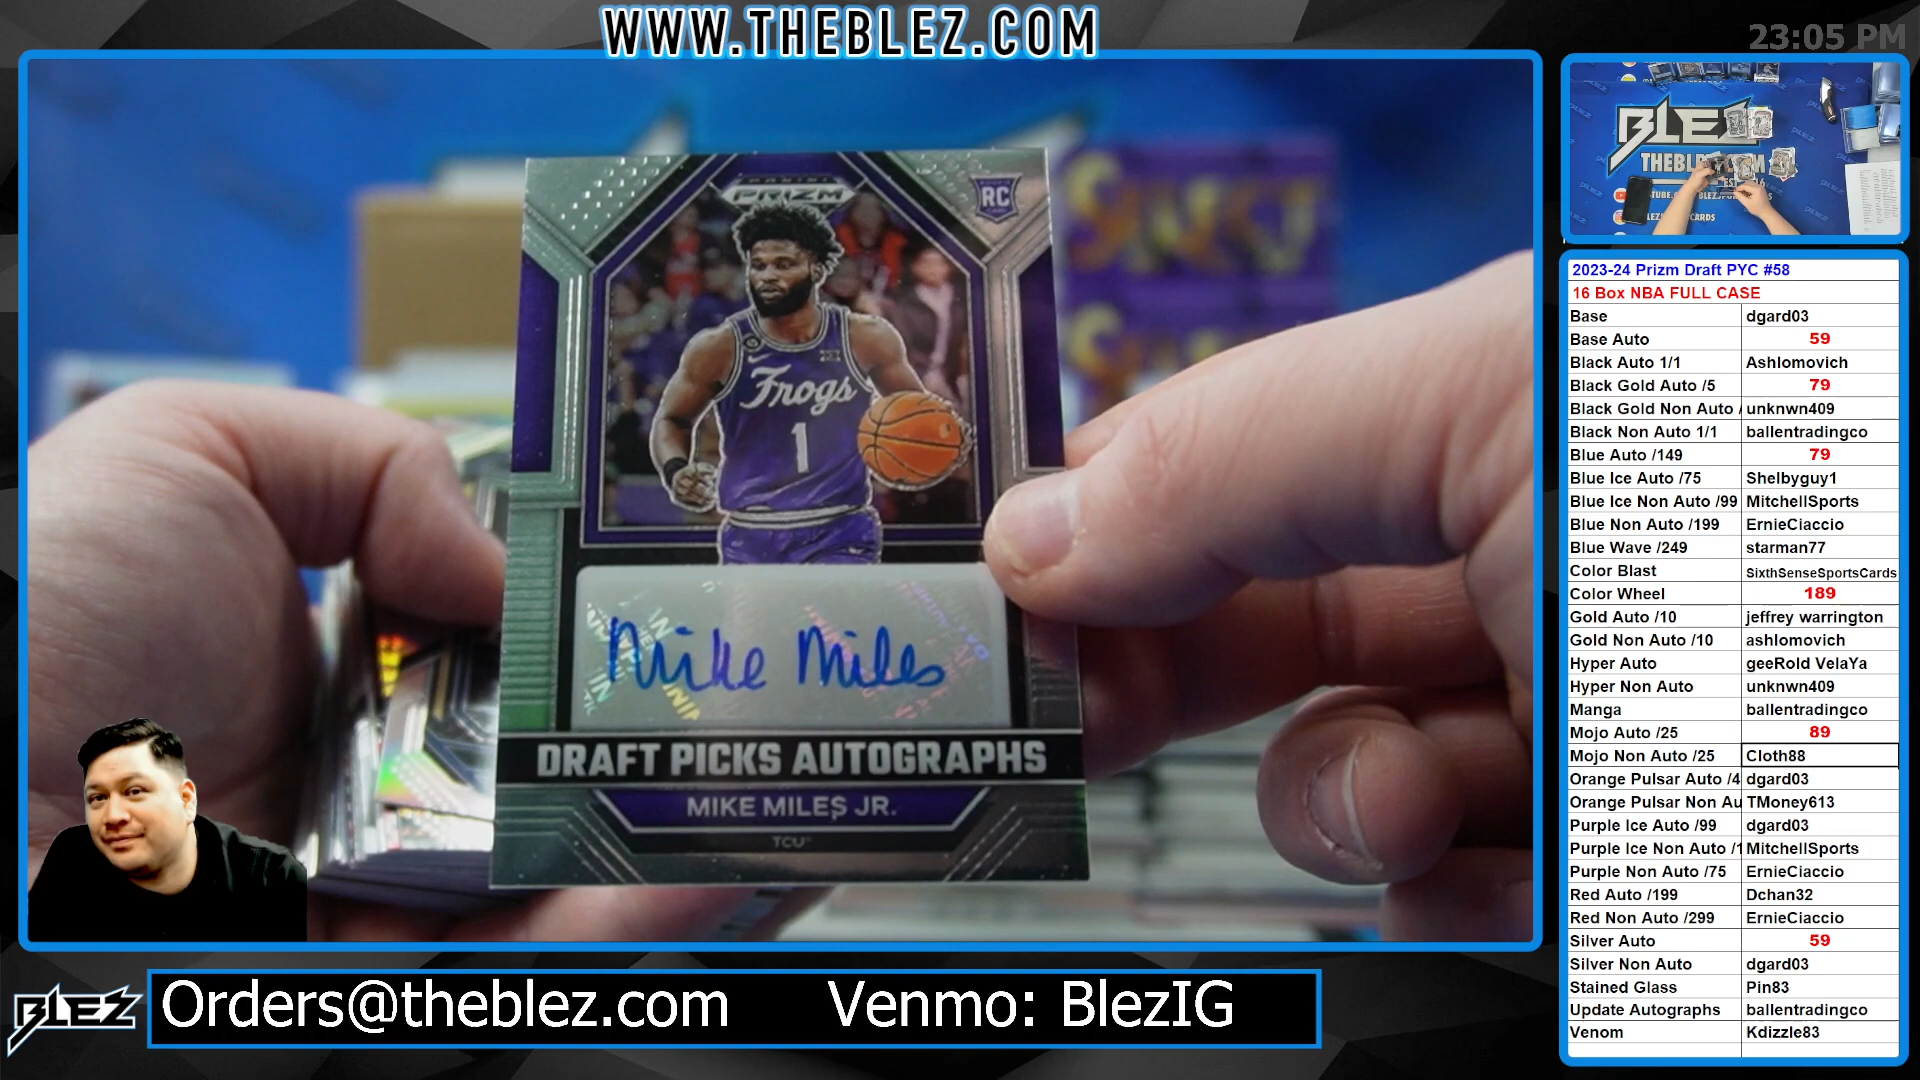 WWW.THEBLEZ.COM
23:05 PM
PANINI
PRIZM
RC
Frogs
1
Mike Miles
DRAFT PICKS AUTOGRAPHS
MIKE MILES JR.
TCU
BLEZ
2023-24 Prizm Draft PYC #58
16 Box NBA FULL CASE
Base dgard03
Base Auto 59
Black Auto 1/1 Ashlomovich
Black Gold Auto /5 79
Black Gold Non Auto / unknwn409
Black Non Auto 1/1 ballentradingco
Blue Auto /149 79
Blue Ice Auto /75 Shelbyguy1
Blue Ice Non Auto /99 MitchellSports
Blue Non Auto /199 ErnieCiaccio
Blue Wave /249 starman77
Color Blast SixthSenseSportsCards
Color Wheel 189
Gold Auto /10 jeffrey warrington
Gold Non Auto /10 ashlomovich
Hyper Auto geeRold VelaYa
Hyper Non Auto unknwn409
Manga ballentradingco
Mojo Auto /25 89
Mojo Non Auto /25 Cloth88
Orange Pulsar Auto /4 dgard03
Orange Pulsar Non Au TMoney613
Purple Ice Auto /99 dgard03
Purple Ice Non Auto /1 MitchellSports
Purple Non Auto /75 ErnieCiaccio
Red Auto /199 Dchan32
Red Non Auto /299 ErnieCiaccio
Silver Auto 59
Silver Non Auto dgard03
Stained Glass Pin83
Update Autographs ballentradingco
Venom Kdizzle83
BLEZ
Orders@theblez.com Venmo: BlezIG